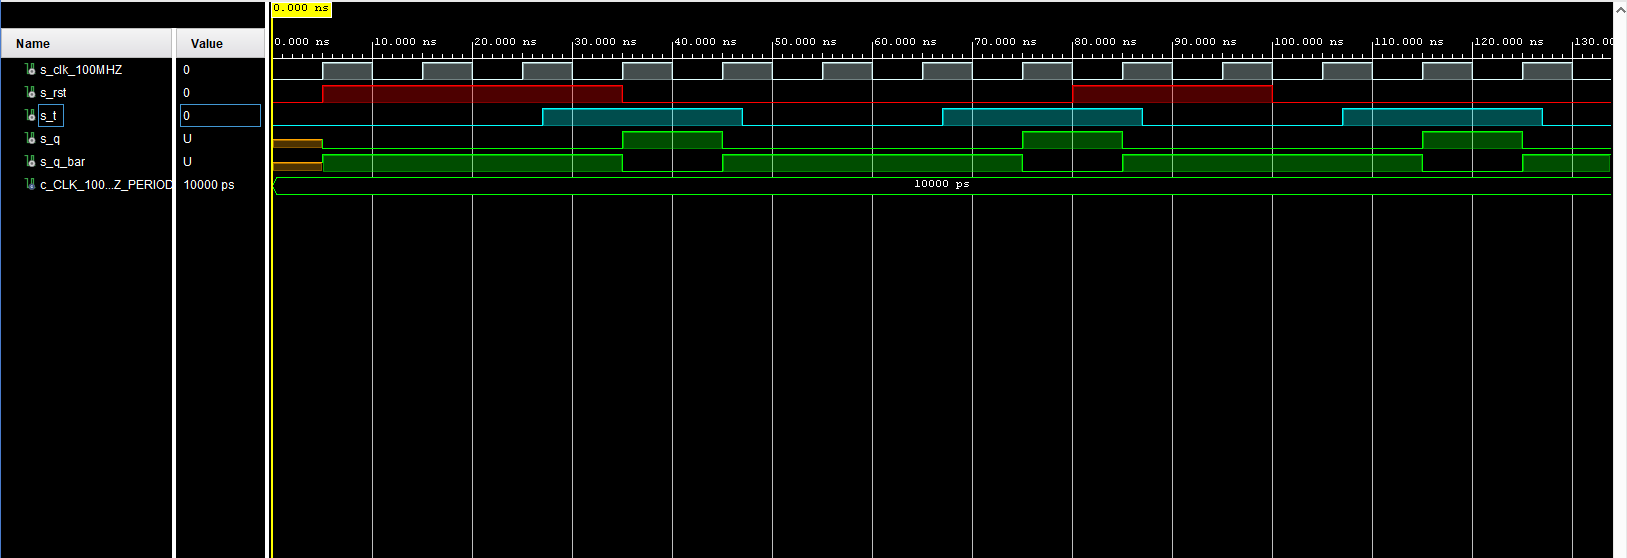 0.000 ns
Name Value
0.000 ns 10.000 ns 20.000 ns 30.000 ns 40.000 ns 50.000 ns 60.000 ns 70.000 ns 80.000 ns 90.000 ns 100.000 ns 110.000 ns 120.000 ns 130.00
s_clk_100MHZ 0
s_rst 0
s_t 0
s_q U
s_q_bar U
c_CLK_100...Z_PERIOD 10000 ps 10000 ps